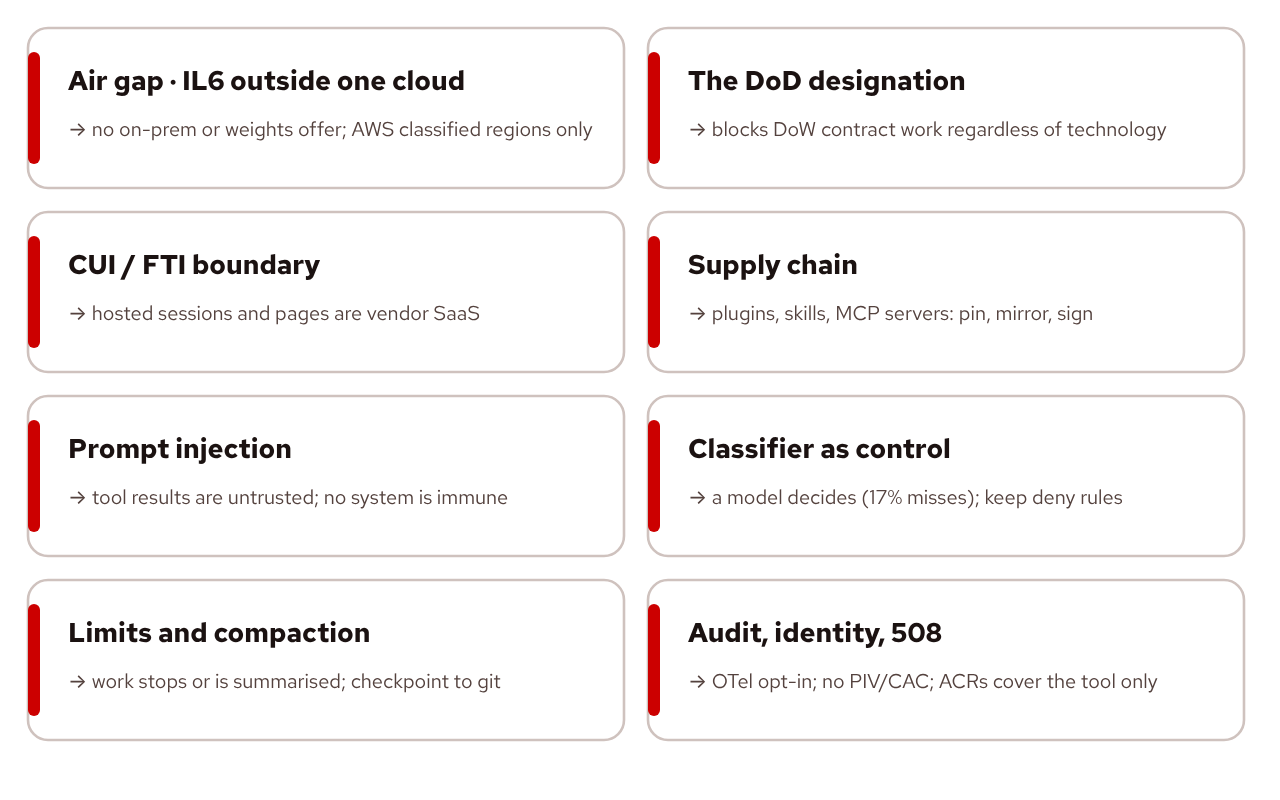 Air gap · IL6 outside one cloud
→ no on-prem or weights offer; AWS classified regions only
The DoD designation
→ blocks DoW contract work regardless of technology
CUI / FTI boundary
→ hosted sessions and pages are vendor SaaS
Supply chain
→ plugins, skills, MCP servers: pin, mirror, sign
Prompt injection
→ tool results are untrusted; no system is immune
Classifier as control
→ a model decides (17% misses); keep deny rules
Limits and compaction
→ work stops or is summarised; checkpoint to git
Audit, identity, 508
→ OTel opt-in; no PIV/CAC; ACRs cover the tool only